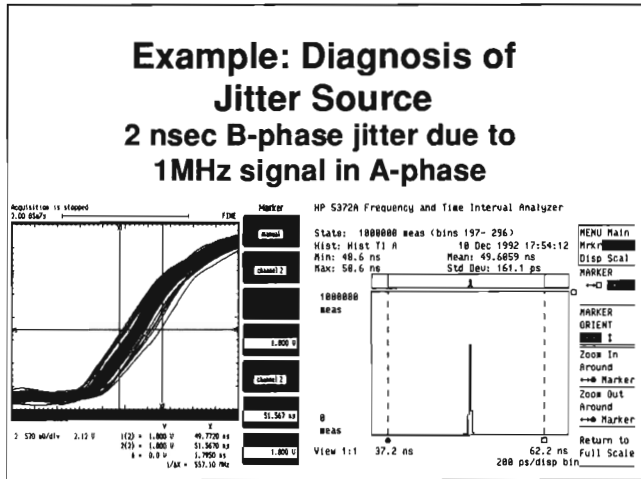 Example: Diagnosis of
Jitter Source
2 nsec B-phase jitter due to
1MHz signal in A-phase
Acquisition is stopped
2.00 GSa/s
FINE
Marker
manual
channel 2
1.800 V
channel 2
51.567 ns
1.800 V
Y X
2 520 mV/div 2.12 V 1(2) = 1.800 V 49.7720 ns
2(2) = 1.800 V 51.5670 ns
Δ = 0.0 V 1.7950 ns
1/ΔX = 557.10 MHz
HP 5372A Frequency and Time Interval Analyzer
Stats: 1000000 meas (bins 197- 296)
Hist: Hist TI A 10 Dec 1992 17:54:12
Min: 48.6 ns Mean: 49.6059 ns
Max: 50.6 ns Std Dev: 161.1 ps
1000000
meas
0
meas
View 1:1 37.2 ns 62.2 ns
200 ps/disp bin
MENU Main
Mrkr
Disp Scal
MARKER
MARKER
ORIENT
Zoom In
Around
Marker
Zoom Out
Around
Marker
Return to
Full Scale